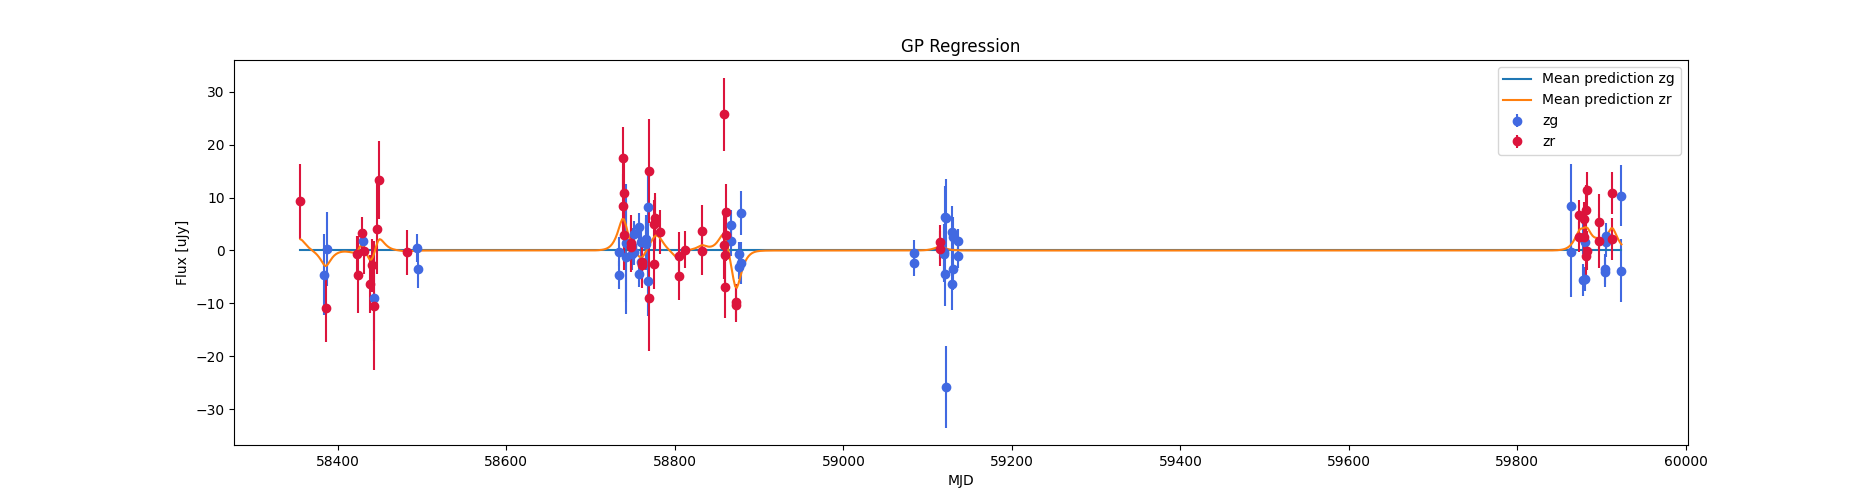 GP Regression
Flux [uJy]
30
20
10
0
−10
−20
−30
Mean prediction zg
Mean prediction zr
zg
zr
58400 58600 58800 59000 59200 59400 59600 59800 60000
MJD